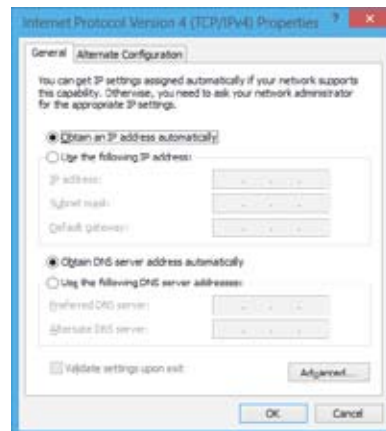 Internet Protocol Version 4 (TCP/IPv4) Properties
General
Alternate Configuration
You can get IP settings assigned automatically if your network supports
this capability. Otherwise, you need to ask your network administrator
for the appropriate IP settings.
Obtain an IP address automatically
Use the following IP address:
IP address:
Subnet mask:
Default gateway:
Obtain DNS server address automatically
Use the following DNS server addresses:
Preferred DNS server:
Alternate DNS server:
Validate settings upon exit
Advanced...
OK
Cancel